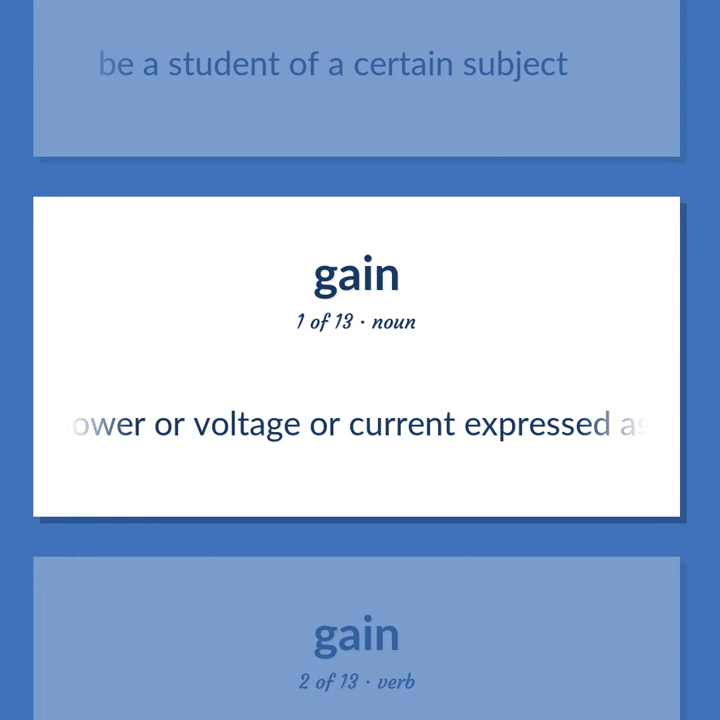 be a student of a certain subject
gain
1 of 13 · noun
ower or voltage or current expressed as
gain
2 of 13 · verb